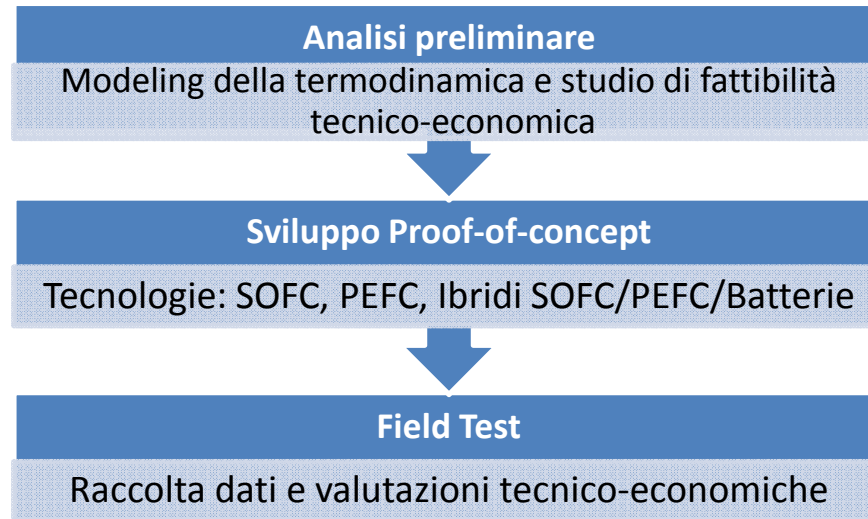 Analisi preliminare
Modeling della termodinamica e studio di fattibilità
tecnico-economica
Sviluppo Proof-of-concept
Tecnologie: SOFC, PEFC, Ibridi SOFC/PEFC/Batterie
Field Test
Raccolta dati e valutazioni tecnico-economiche